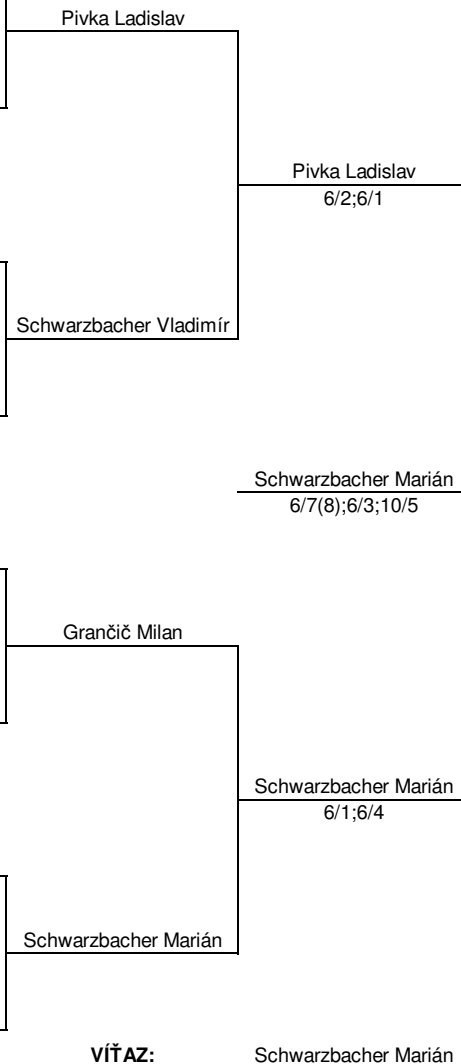 Pivka Ladislav
Pivka Ladislav
6/2;6/1
Schwarzbacher Vladimír
Schwarzbacher Marián
6/7(8);6/3;10/5
Grančič Milan
Schwarzbacher Marián
6/1;6/4
Schwarzbacher Marián
VÍŤAZ: Schwarzbacher Marián